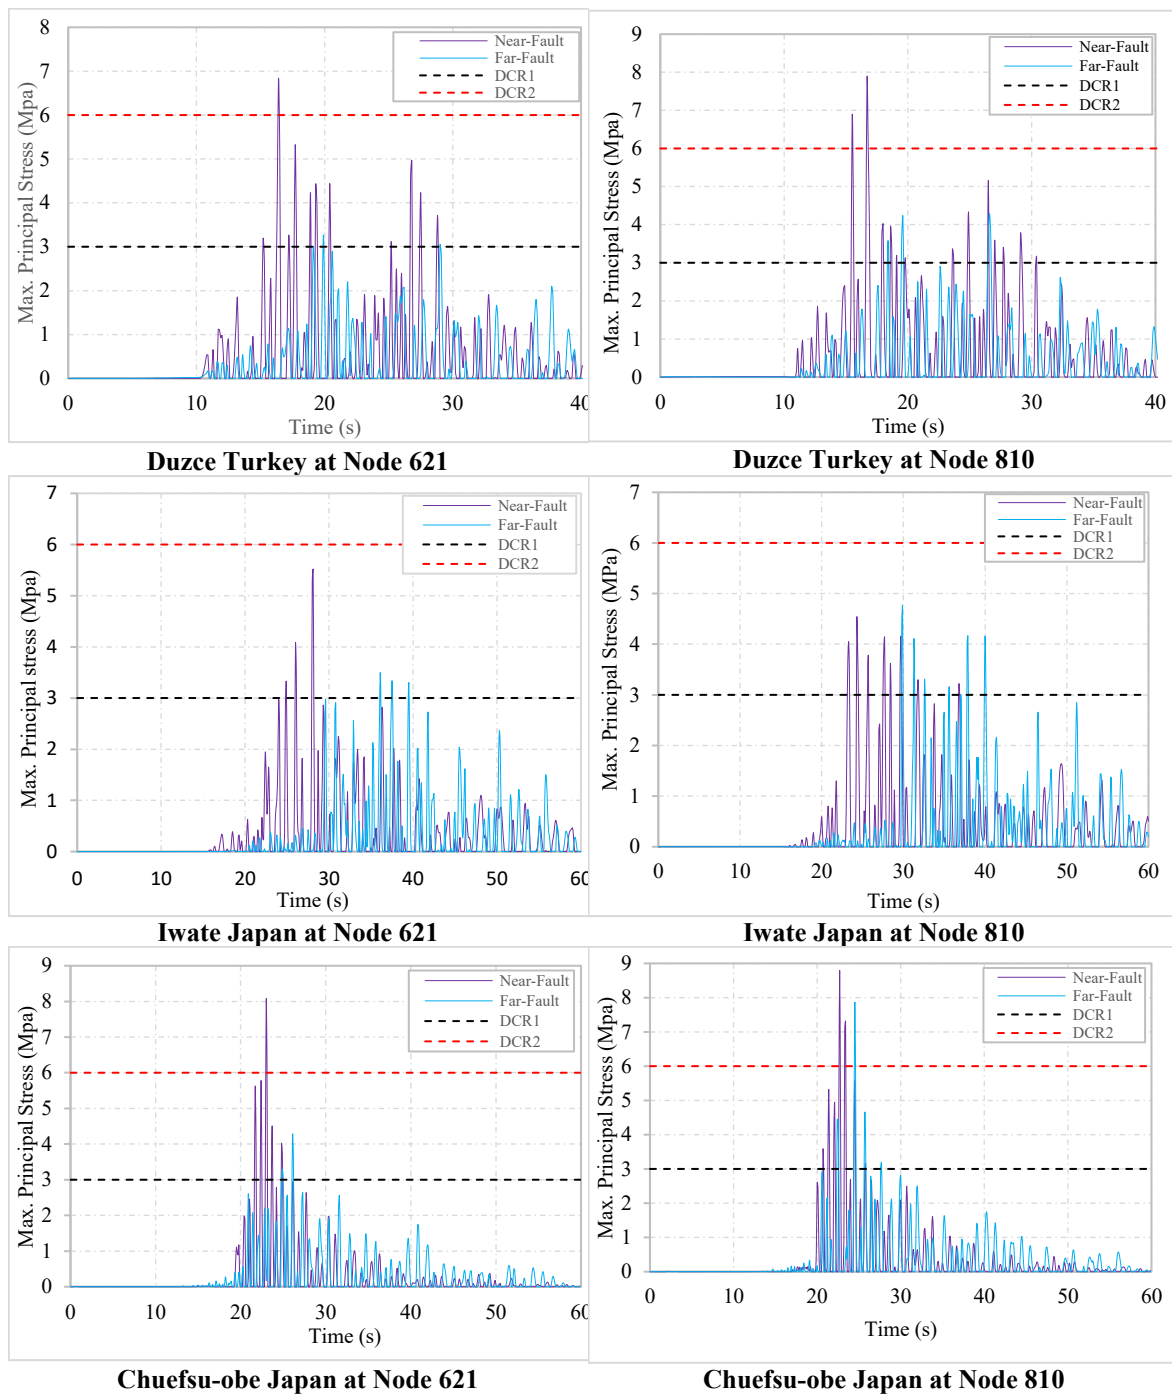 Max. Principal Stress (Mpa)
8
7
6
5
4
3
2
1
0
Near-Fault
Far-Fault
DCR1
DCR2
0 10 20 30 40
Time (s)
Duzce Turkey at Node 621
Max. Principal Stress (Mpa)
9
8
7
6
5
4
3
2
1
0
Near-Fault
Far-Fault
DCR1
DCR2
0 10 20 30 40
Time (s)
Duzce Turkey at Node 810
Max. Principal stress (Mpa)
7
6
5
4
3
2
1
0
Near-Fault
Far-Fault
DCR1
DCR2
0 10 20 30 40 50 60
Time (s)
Iwate Japan at Node 621
Max. Principal Stress (MPa)
7
6
5
4
3
2
1
0
Near-Fault
Far-Fault
DCR1
DCR2
0 10 20 30 40 50 60
Time (s)
Iwate Japan at Node 810
Max. Principal Stress (Mpa)
9
8
7
6
5
4
3
2
1
0
Near-Fault
Far-Fault
DCR1
DCR2
0 10 20 30 40 50 60
Time (s)
Chuefsu-obe Japan at Node 621
Max. Principal Stress (Mpa)
9
8
7
6
5
4
3
2
1
0
Near-Fault
Far-Fault
DCR1
DCR2
0 10 20 30 40 50 60
Time (s)
Chuefsu-obe Japan at Node 810